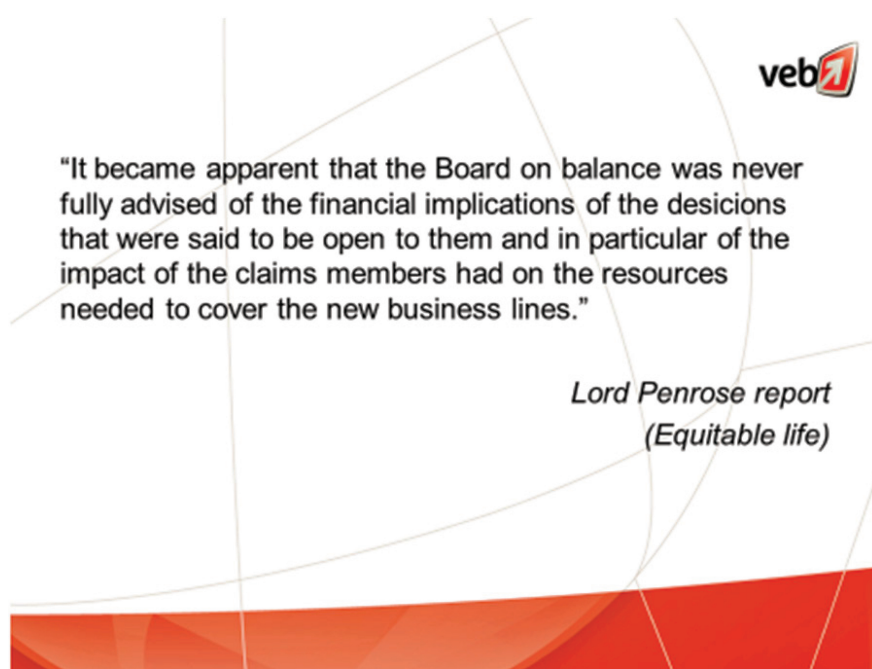 veb
“It became apparent that the Board on balance was never
fully advised of the financial implications of the desicions
that were said to be open to them and in particular of the
impact of the claims members had on the resources
needed to cover the new business lines.”
Lord Penrose report
(Equitable life)